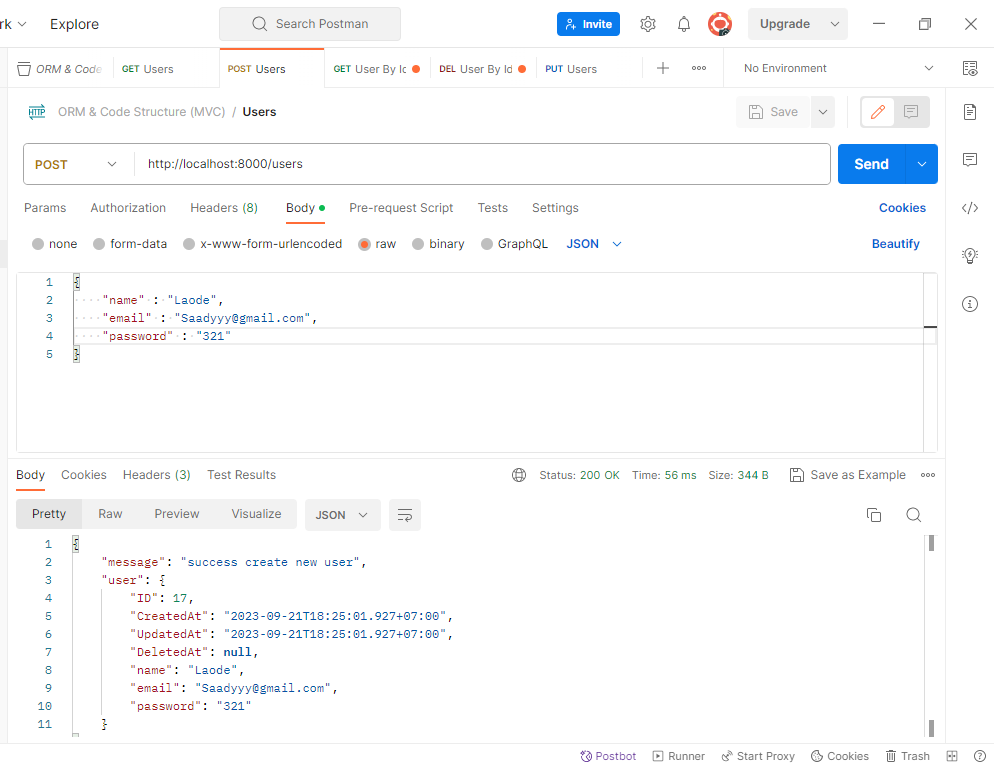 rk Explore Search Postman Invite Upgrade
ORM & Code GET Users POST Users GET User By Ic DEL User By Id PUT Users No Environment
HTTP ORM & Code Structure (MVC) / Users Save
POST http://localhost:8000/users Send
Params Authorization Headers (8) Body Pre-request Script Tests Settings Cookies
none form-data x-www-form-urlencoded raw binary GraphQL JSON Beautify
1 {
2 ····"name"·:·"Laode",
3 ····"email"·:·"Saadyyy@gmail.com",
4 ····"password"·:·"321"
5 }
Body Cookies Headers (3) Test Results Status: 200 OK Time: 56 ms Size: 344 B Save as Example
Pretty Raw Preview Visualize JSON
1 {
2 "message": "success create new user",
3 "user": {
4 "ID": 17,
5 "CreatedAt": "2023-09-21T18:25:01.927+07:00",
6 "UpdatedAt": "2023-09-21T18:25:01.927+07:00",
7 "DeletedAt": null,
8 "name": "Laode",
9 "email": "Saadyyy@gmail.com",
10 "password": "321"
11 }
Postbot Runner Start Proxy Cookies Trash